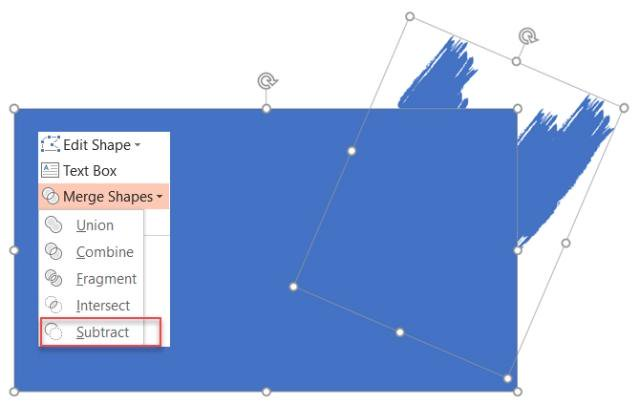 Edit Shape
Text Box
Merge Shapes
Union
Combine
Fragment
Intersect
Subtract